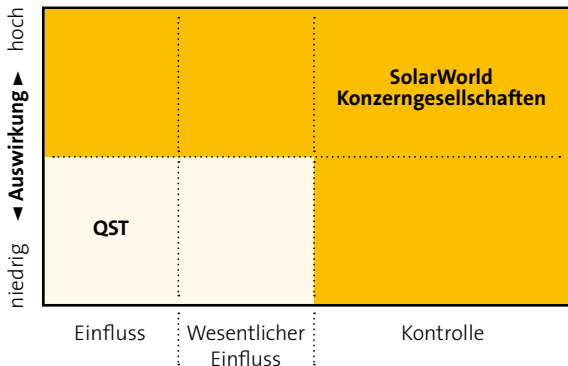 hoch
◄ Auswirkung ►
niedrig
SolarWorld
Konzerngesellschaften
QST
Einfluss
Wesentlicher
Einfluss
Kontrolle